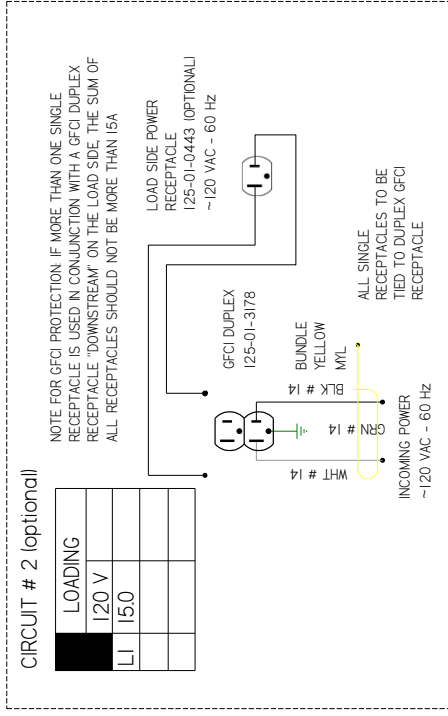 CIRCUIT # 2 (optional)
LOADING
120 V
L1 15.0
NOTE FOR GFCI PROTECTION: IF MORE THAN ONE SINGLE
RECEPTACLE IS USED IN CONJUNCTION WITH A GFCI DUPLEX
RECEPTACLE "DOWNSTREAM" ON THE LOAD SIDE, THE SUM OF
ALL RECEPTACLES SHOULD NOT BE MORE THAN 15A
LOAD SIDE POWER
RECEPTACLE
125-01-0443 (OPTIONAL)
~120 VAC - 60 Hz
GFCI DUPLEX
125-01-3178
BUNDLE
YELLOW
MYL
WHT # 14
GRN # 14
BLK # 14
INCOMING POWER
~120 VAC - 60 Hz
ALL SINGLE
RECEPTACLES TO BE
TIED TO DUPLEX GFCI
RECEPTACLE